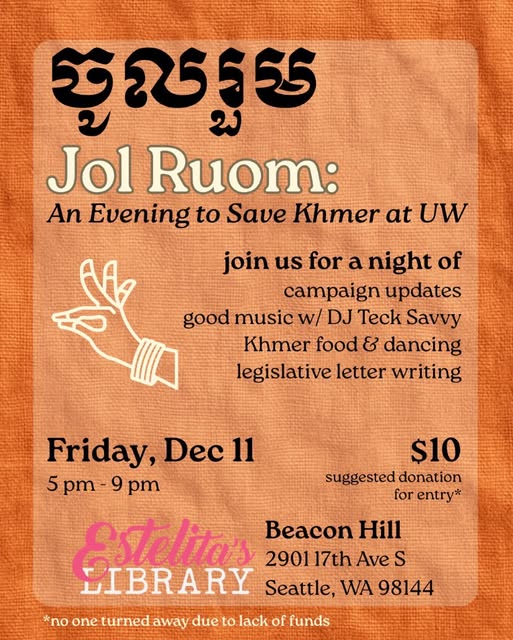 ចូលរួម
Jol Ruom:
An Evening to Save Khmer at UW
join us for a night of
campaign updates
good music w/ DJ Teck Savvy
Khmer food & dancing
legislative letter writing
Friday, Dec 11
5 pm - 9 pm
$10
suggested donation
for entry*
Estelita's
LIBRARY
Beacon Hill
2901 17th Ave S
Seattle, WA 98144
*no one turned away due to lack of funds